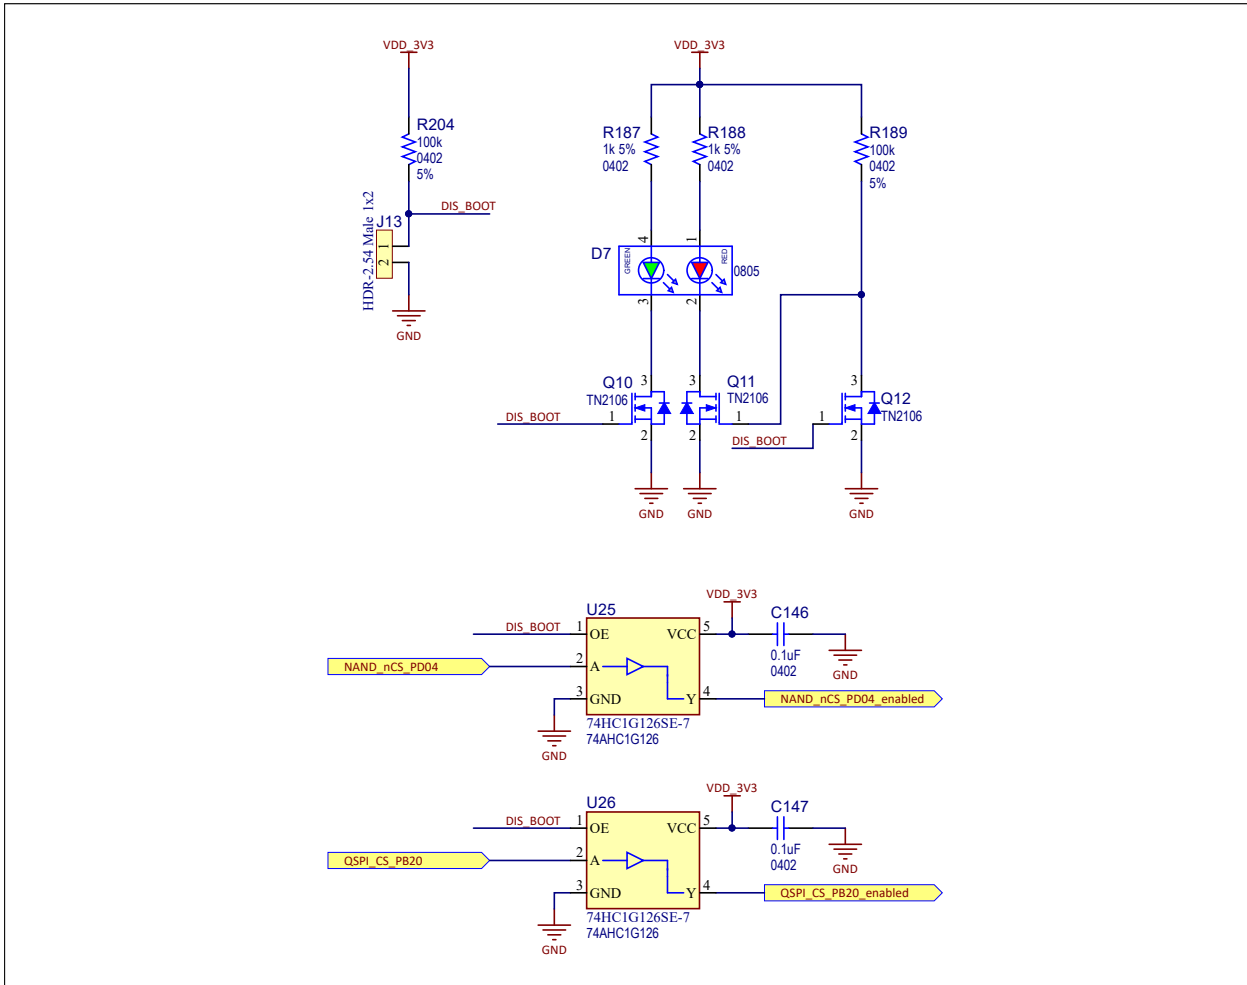 VDD_3V3
R204
100k
0402
5%
DIS_BOOT
J13
1
2
HDR-2.54 Male 1x2
GND
VDD_3V3
R187
1k 5%
0402
R188
1k 5%
0402
R189
100k
0402
5%
D7
4
1
GREEN
RED
0805
3
2
Q10
TN2106
3
1
2
DIS_BOOT
GND
Q11
TN2106
3
1
2
GND
Q12
TN2106
3
1
2
DIS_BOOT
GND
U25
VDD_3V3
C146
0.1uF
0402
GND
DIS_BOOT
1 OE
VCC 5
NAND_nCS_PD04
2 A
3 GND
Y 4
NAND_nCS_PD04_enabled
GND
74HC1G126SE-7
74AHC1G126
U26
VDD_3V3
C147
0.1uF
0402
GND
DIS_BOOT
1 OE
VCC 5
QSPI_CS_PB20
2 A
3 GND
Y 4
QSPI_CS_PB20_enabled
GND
74HC1G126SE-7
74AHC1G126